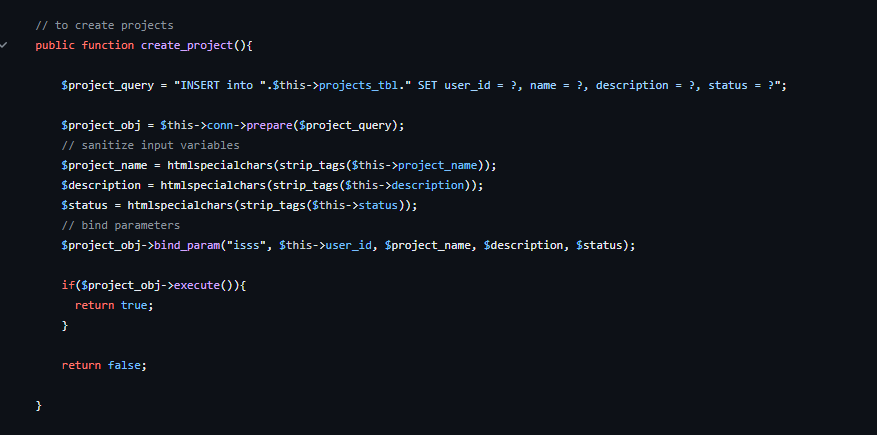 // to create projects
public function create_project(){
$project_query = "INSERT into ".$this->projects_tbl." SET user_id = ?, name = ?, description = ?, status = ?";
$project_obj = $this->conn->prepare($project_query);
// sanitize input variables
$project_name = htmlspecialchars(strip_tags($this->project_name));
$description = htmlspecialchars(strip_tags($this->description));
$status = htmlspecialchars(strip_tags($this->status));
// bind parameters
$project_obj->bind_param("isss", $this->user_id, $project_name, $description, $status);
if($project_obj->execute()){
return true;
}
return false;
}